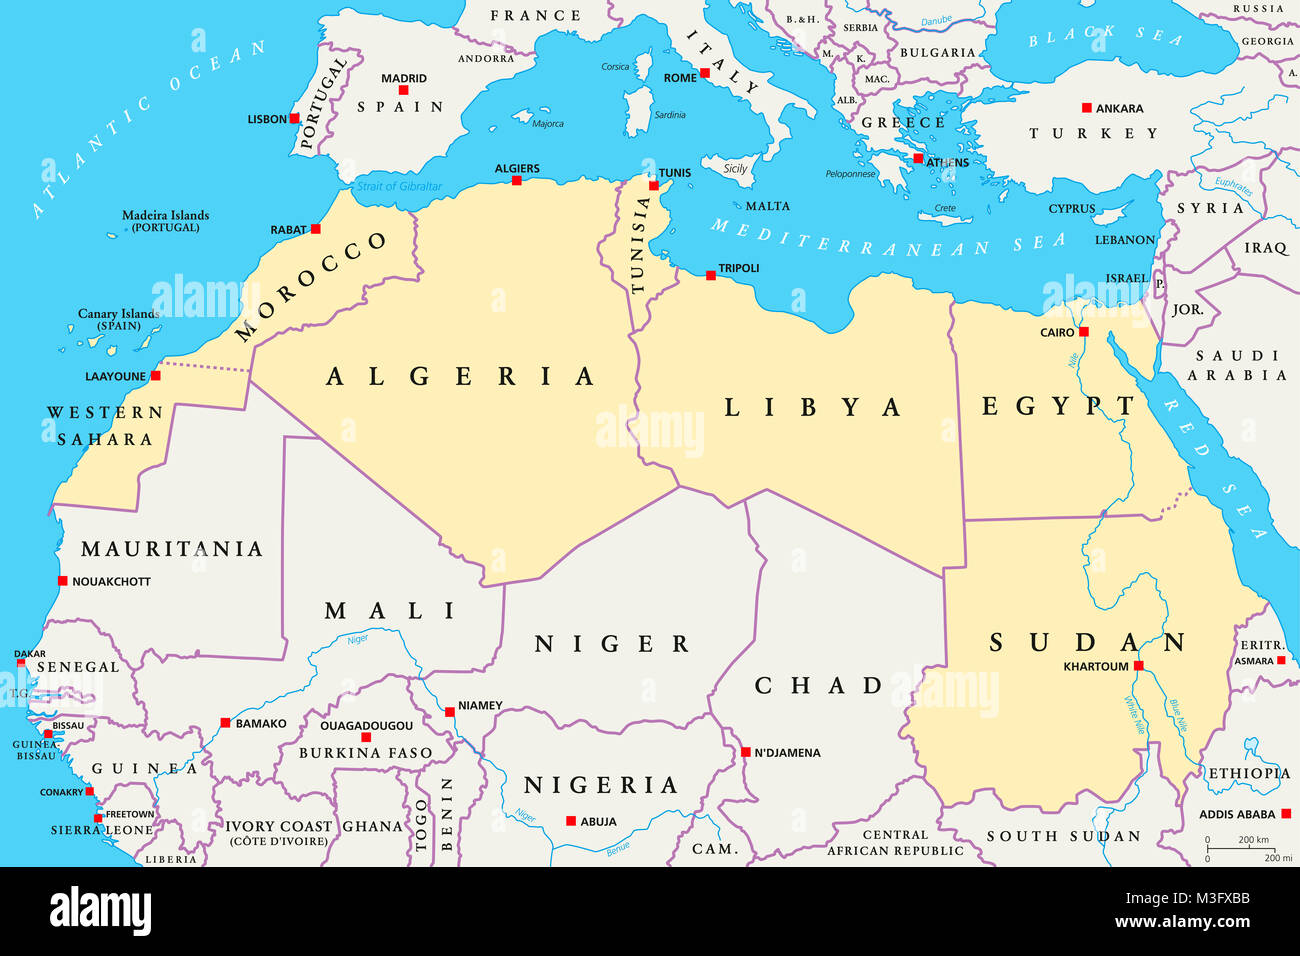 FRANCE
ANDORRA
PORTUGAL
MADRID
SPAIN
LISBON
ATLANTIC OCEAN
Corsica
Sardinia
Majorca
ITALY
ROME
B.&H.
SERBIA
Danube
M.
K.
BULGARIA
MAC.
ALB.
GREECE
ATHENS
Peloponnese
Crete
BLACK SEA
RUSSIA
GEORGIA
A.
ANKARA
TURKEY
Sicily
MALTA
CYPRUS
Euphrates
SYRIA
LEBANON
IRAQ
ISRAEL
P.
JOR.
SAUDI
ARABIA
MEDITERRANEAN SEA
Strait of Gibraltar
ALGIERS
TUNIS
TUNISIA
TRIPOLI
Madeira Islands
(PORTUGAL)
RABAT
MOROCCO
Canary Islands
(SPAIN)
LAAYOUNE
WESTERN
SAHARA
ALGERIA
LIBYA
CAIRO
Nile
EGYPT
RED SEA
MAURITANIA
NOUAKCHOTT
MALI
Niger
NIGER
CHAD
SUDAN
KHARTOUM
White Nile
Blue Nile
ERITR.
ASMARA
DAKAR
SENEGAL
T.G.
BISSAU
GUINEA-
BISSAU
GUINEA
CONAKRY
FREETOWN
SIERRA LEONE
LIBERIA
BAMAKO
OUAGADOUGOU
BURKINA FASO
NIAMEY
IVORY COAST
(CÔTE D'IVOIRE)
GHANA
TOGO
BENIN
NIGERIA
Niger
ABUJA
Benue
N'DJAMENA
CAM.
CENTRAL
AFRICAN REPUBLIC
SOUTH SUDAN
ETHIOPIA
ADDIS ABABA
0 200 km
0 200 mi
a alamy
alamy
M3FXBB
www.alamy.com